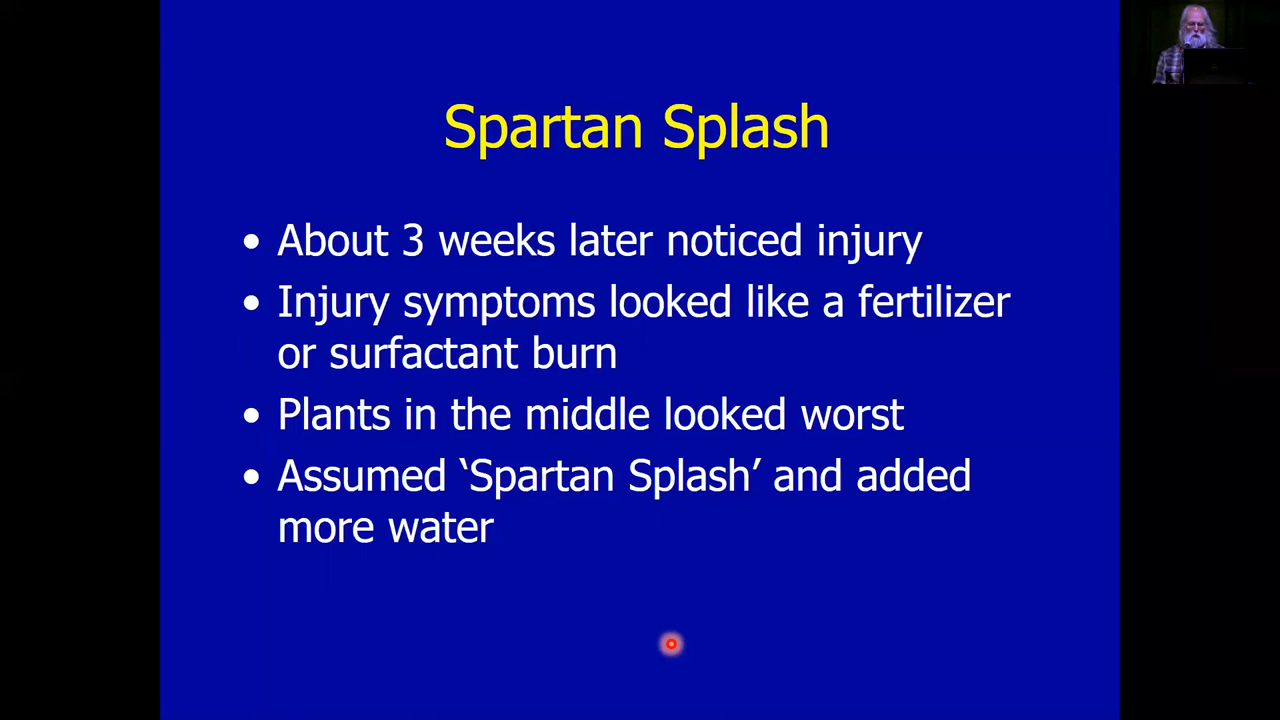 Spartan Splash
• About 3 weeks later noticed injury
• Injury symptoms looked like a fertilizer
or surfactant burn
• Plants in the middle looked worst
• Assumed ‘Spartan Splash’ and added
more water